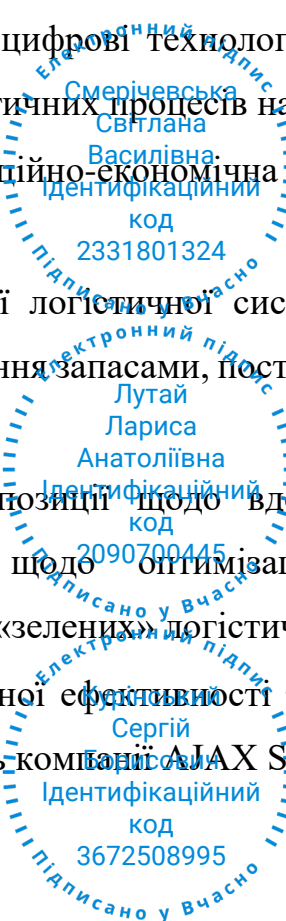 цифрові технолог
Електронний підпис
Смерічевська
тичних процесів на
Світлана
Василівна
ційно-економічна
Ідентифікаційний
код
2331801324
Підписано у Вчасно
ї логістичної сис
Електронний підпис
ння запасами, пост
Лутай
Лариса
Анатоліївна
позиції щодо вд
Ідентифікаційний
код
2090700445
щодо оптимізац
Підписано у Вчасно
«зелених» логістич
Електронний підпис
ної ефективності
Курінський
Сергій
ь компанії AJAX S
Борисович
Ідентифікаційний
код
3672508995
Підписано у Вчасно